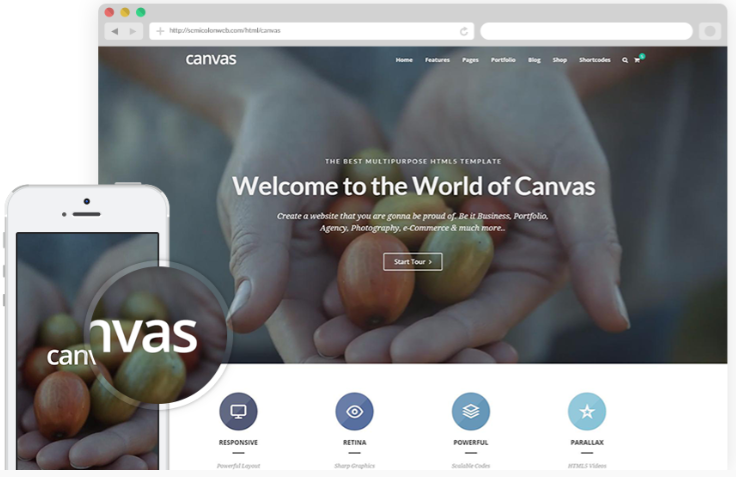 http://semicolonweb.com/html/canvas
canvas
Home Features Pages Portfolio Blog Shop Shortcodes
THE BEST MULTIPURPOSE HTML5 TEMPLATE
Welcome to the World of Canvas
Create a website that you are gonna be proud of. Be it Business, Portfolio,
Agency, Photography, e-Commerce & much more...
Start Tour >
can
nvas
RESPONSIVE RETINA POWERFUL PARALLAX
Powerful Layout Sharp Graphics Scalable Codes HTML5 Videos